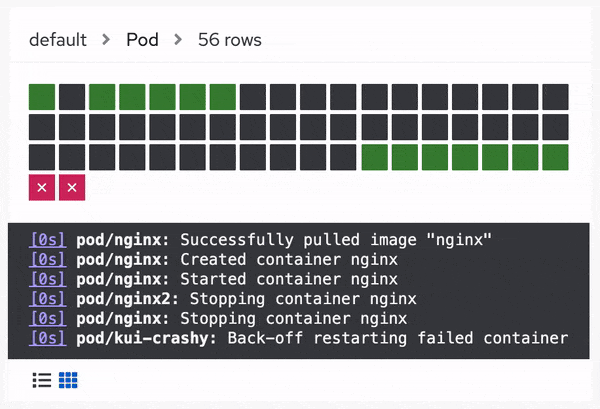 default > Pod > 56 rows
[0s] pod/nginx: Successfully pulled image "nginx"
[0s] pod/nginx: Created container nginx
[0s] pod/nginx: Started container nginx
[0s] pod/nginx2: Stopping container nginx
[0s] pod/nginx: Stopping container nginx
[0s] pod/kui-crashy: Back-off restarting failed container